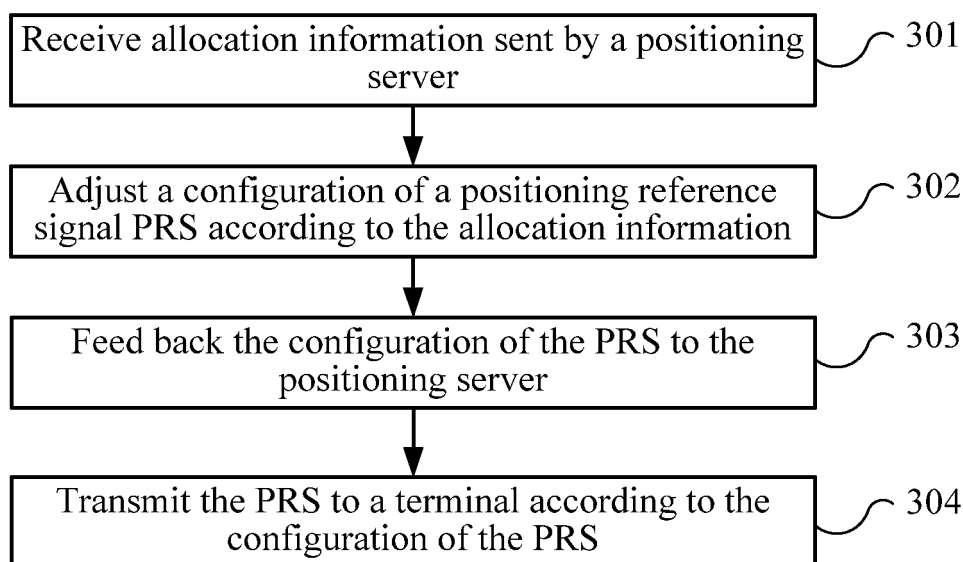 Receive allocation information sent by a positioning
server
301
Adjust a configuration of a positioning reference
signal PRS according to the allocation information
302
Feed back the configuration of the PRS to the
positioning server
303
Transmit the PRS to a terminal according to the
configuration of the PRS
304